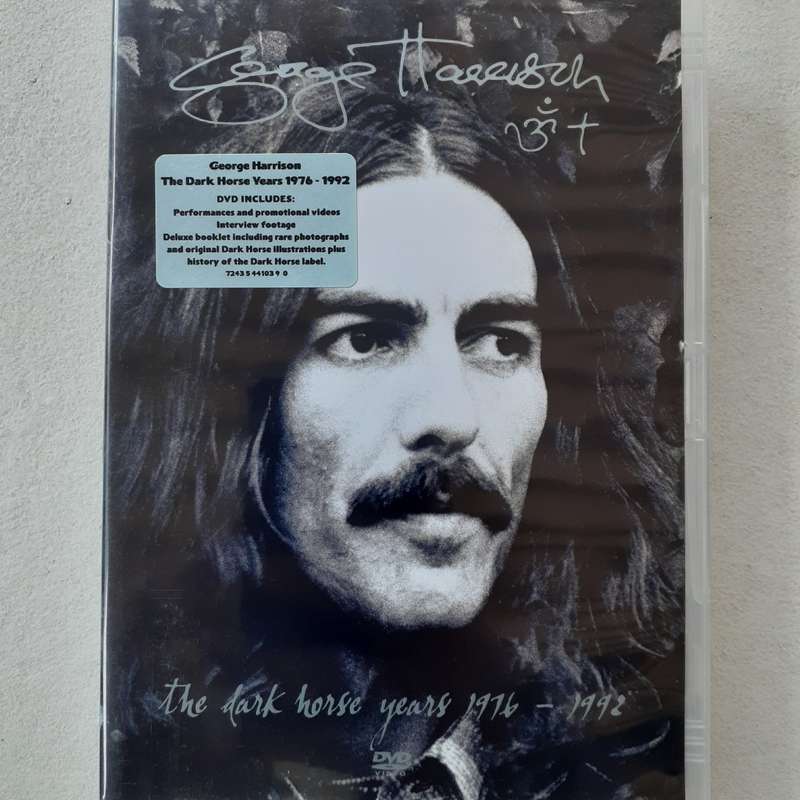 George Harrison
ॐ †
George Harrison
The Dark Horse Years 1976 - 1992
DVD INCLUDES:
Performances and promotional videos
Interview footage
Deluxe booklet including rare photographs
and original Dark Horse illustrations plus
history of the Dark Horse label.
7243 5 44103 9 0
the dark horse years 1976 – 1992
DVD
VIDEO